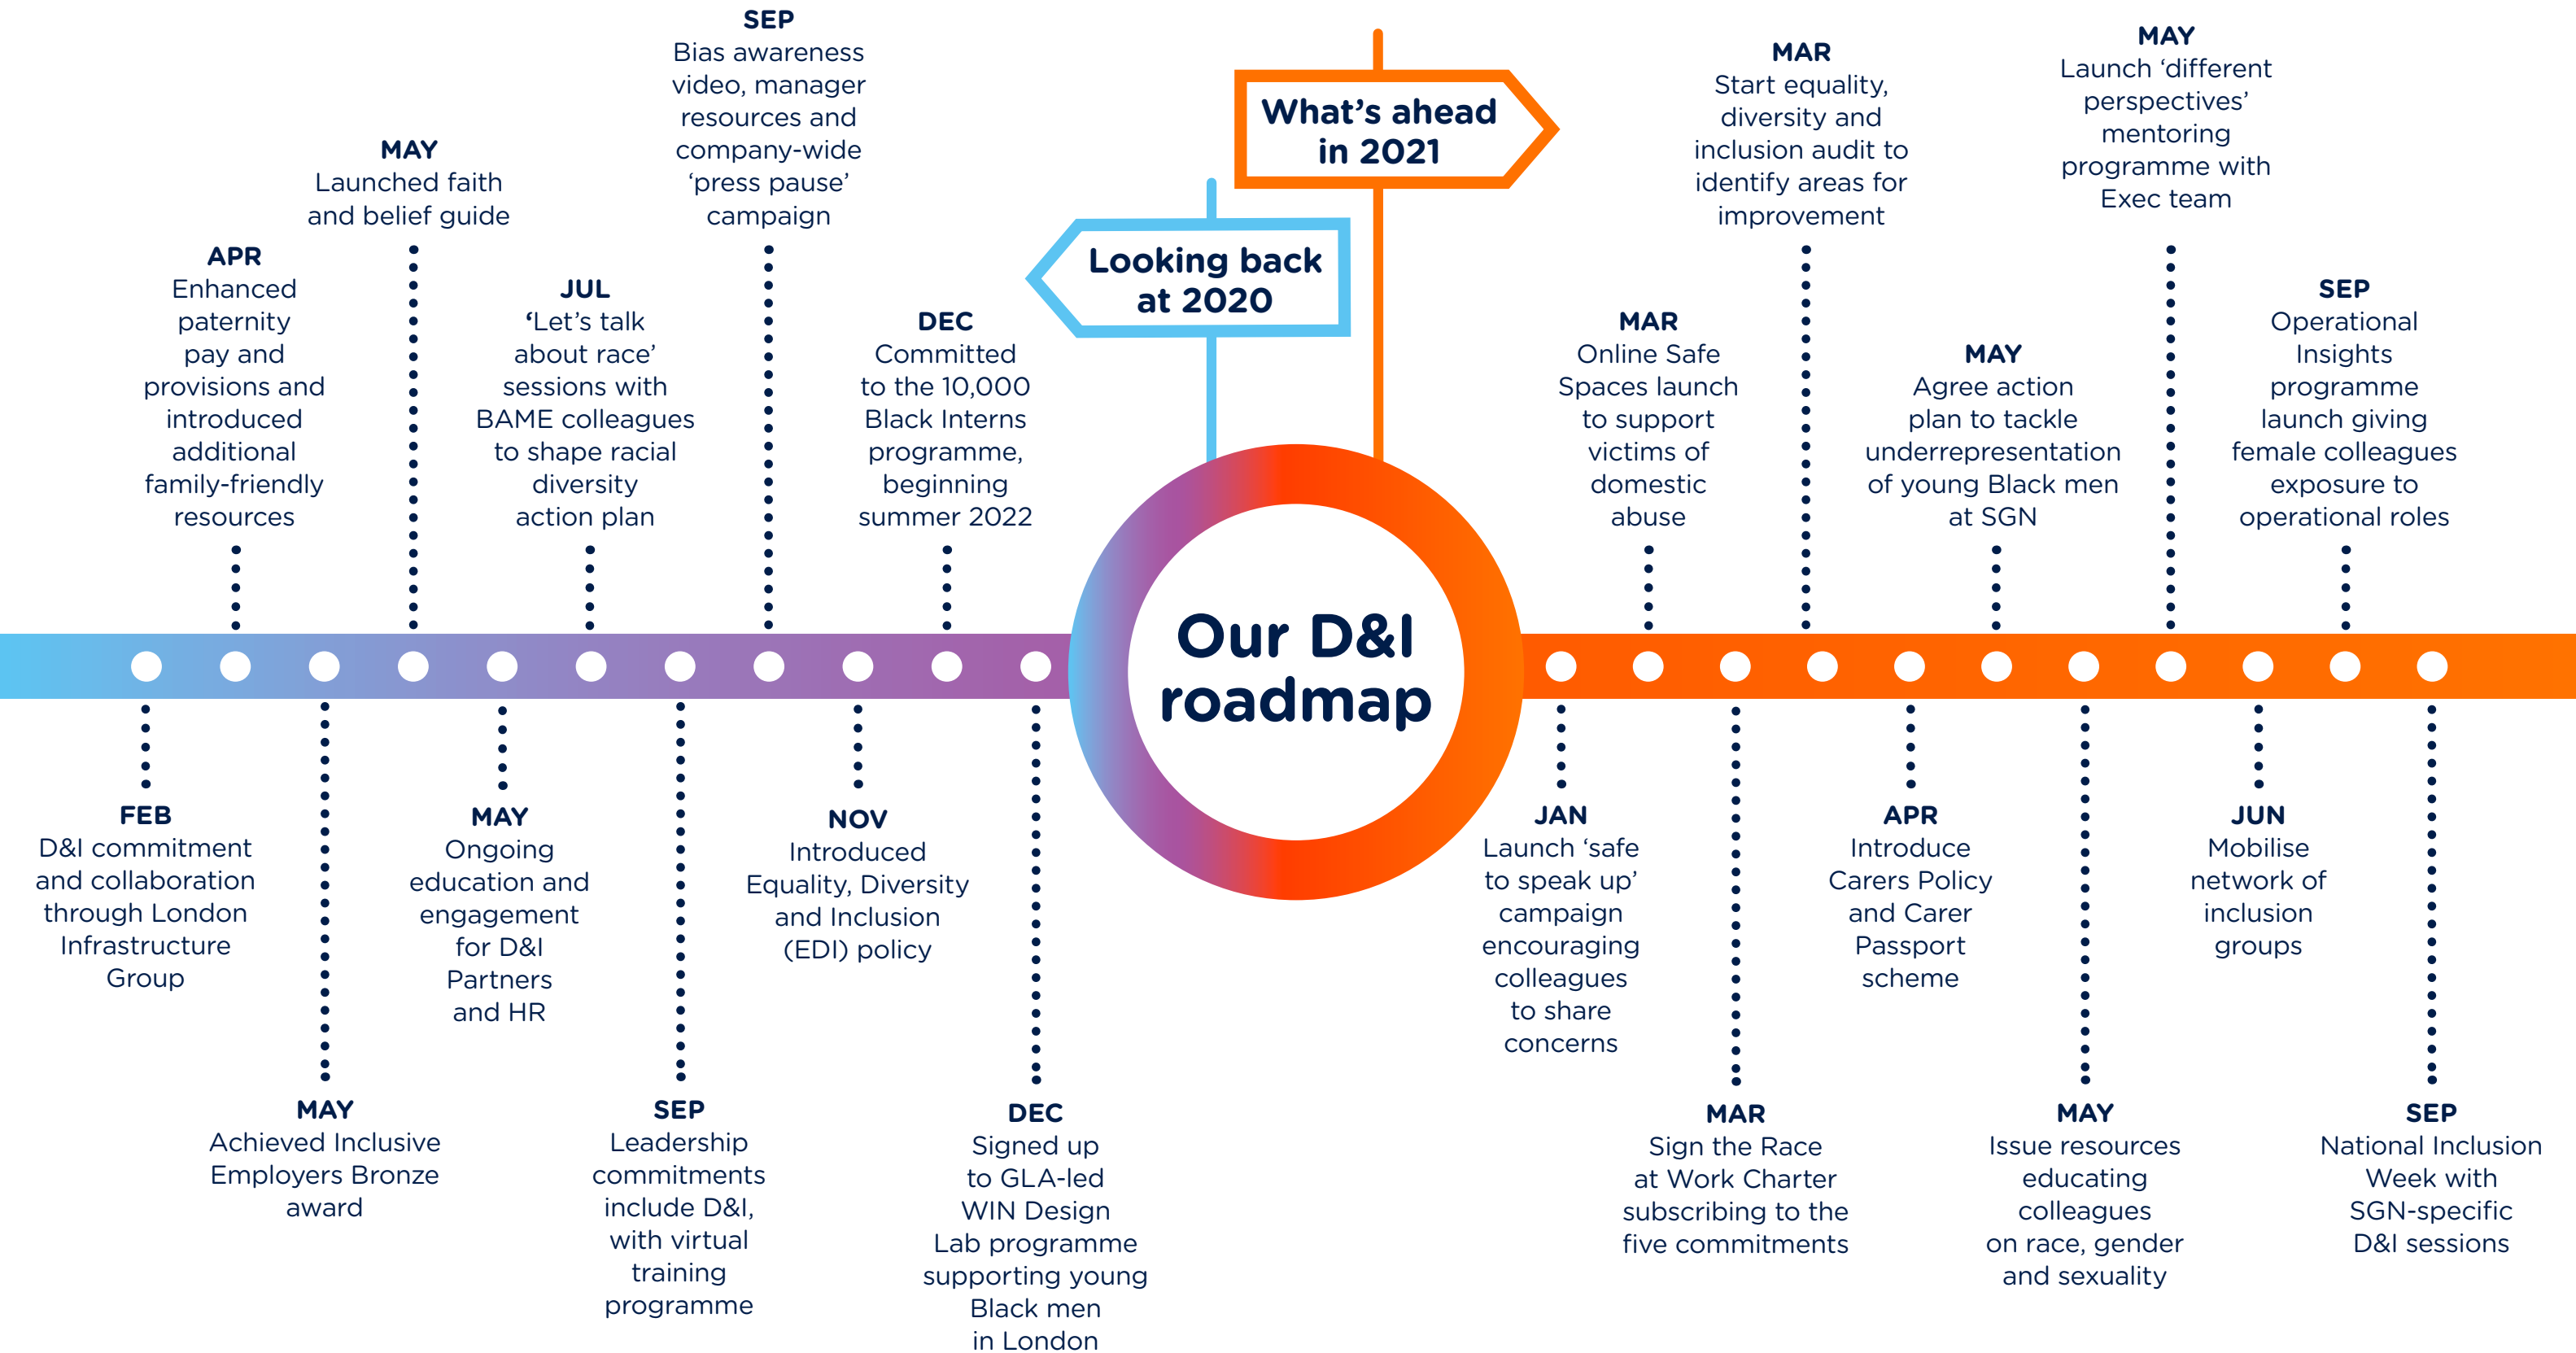 FEB
D&I commitment
and collaboration
through London
Infrastructure
Group
APR
Enhanced
paternity
pay and
provisions and
introduced
additional
family-friendly
resources
MAY
Achieved Inclusive
Employers Bronze
award
MAY
Launched faith
and belief guide
MAY
Ongoing
education and
engagement
for D&I
Partners
and HR
JUL
‘Let’s talk
about race’
sessions with
BAME colleagues
to shape racial
diversity
action plan
SEP
Leadership
commitments
include D&I,
with virtual
training
programme
SEP
Bias awareness
video, manager
resources and
company-wide
‘press pause’
campaign
NOV
Introduced
Equality, Diversity
and Inclusion
(EDI) policy
DEC
Committed
to the 10,000
Black Interns
programme,
beginning
summer 2022
DEC
Signed up
to GLA-led
WIN Design
Lab programme
supporting young
Black men
in London
Looking back
at 2020
What’s ahead
in 2021
Our D&I
roadmap
JAN
Launch ‘safe
to speak up’
campaign
encouraging
colleagues
to share
concerns
MAR
Online Safe
Spaces launch
to support
victims of
domestic
abuse
MAR
Sign the Race
at Work Charter
subscribing to the
five commitments
MAR
Start equality,
diversity and
inclusion audit to
identify areas for
improvement
APR
Introduce
Carers Policy
and Carer
Passport
scheme
MAY
Agree action
plan to tackle
underrepresentation
of young Black men
at SGN
MAY
Issue resources
educating
colleagues
on race, gender
and sexuality
MAY
Launch ‘different
perspectives’
mentoring
programme with
Exec team
JUN
Mobilise
network of
inclusion
groups
SEP
Operational
Insights
programme
launch giving
female colleagues
exposure to
operational roles
SEP
National Inclusion
Week with
SGN-specific
D&I sessions